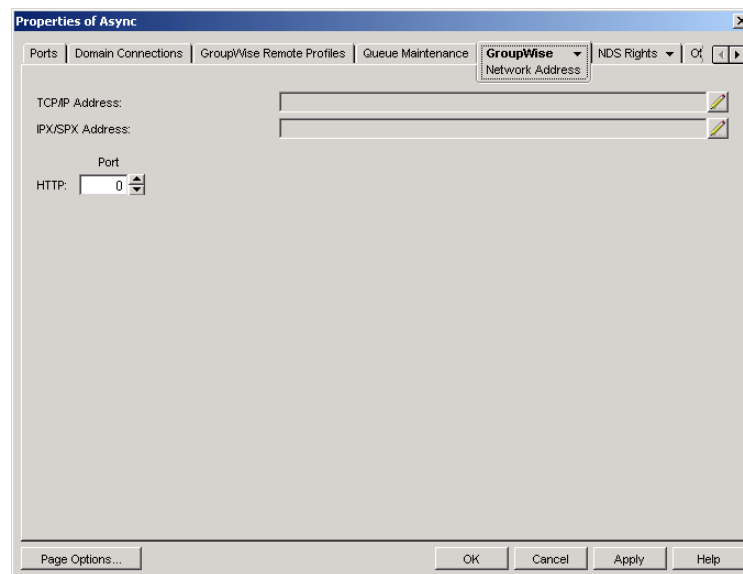 Properties of Async
Ports Domain Connections GroupWise Remote Profiles Queue Maintenance GroupWise NDS Rights
Network Address
TCP/IP Address:
IPX/SPX Address:
Port
HTTP: 0
Page Options... OK Cancel Apply Help